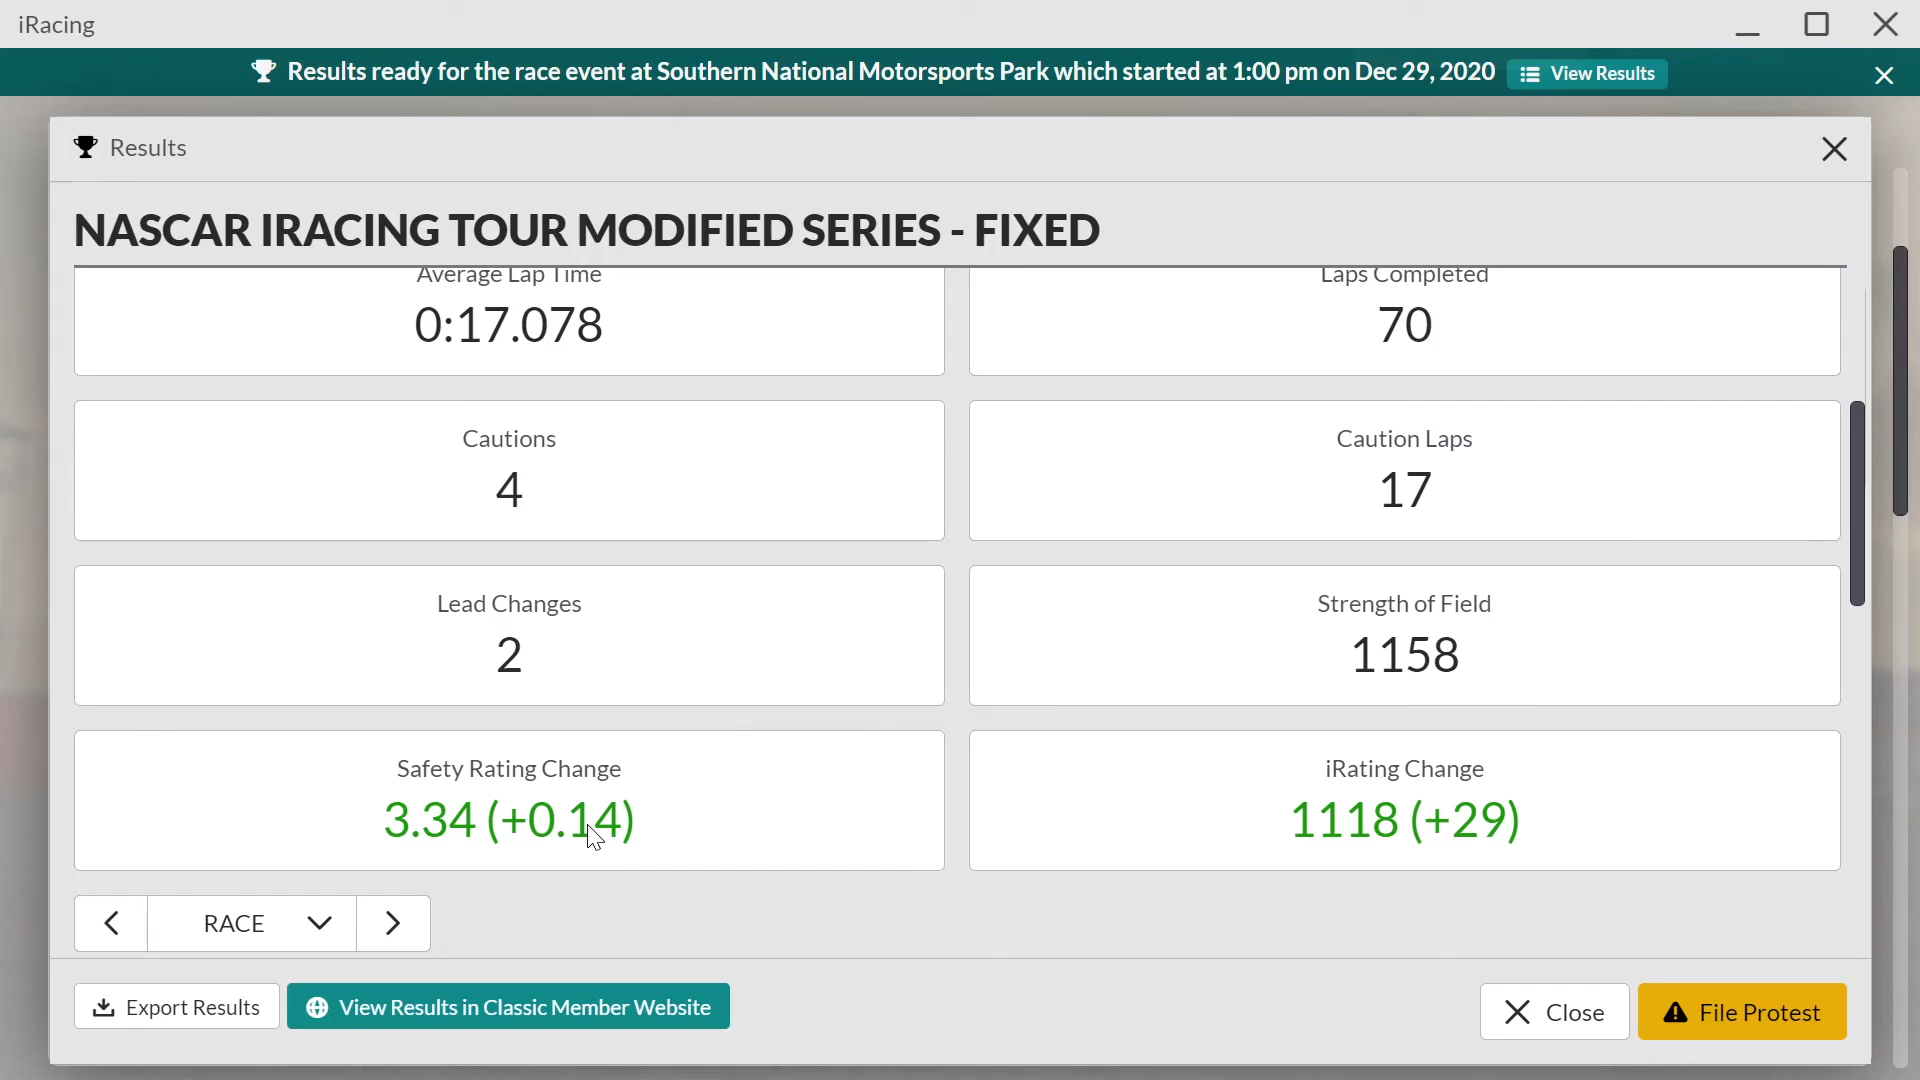 iRacing
Results ready for the race event at Southern National Motorsports Park which started at 1:00 pm on Dec 29, 2020 View Results
Results
NASCAR IRACING TOUR MODIFIED SERIES - FIXED
Average Lap Time
0:17.078
Laps Completed
70
Cautions
4
Caution Laps
17
Lead Changes
2
Strength of Field
1158
Safety Rating Change
3.34 (+0.14)
iRating Change
1118 (+29)
RACE
Export Results
View Results in Classic Member Website
Close
File Protest